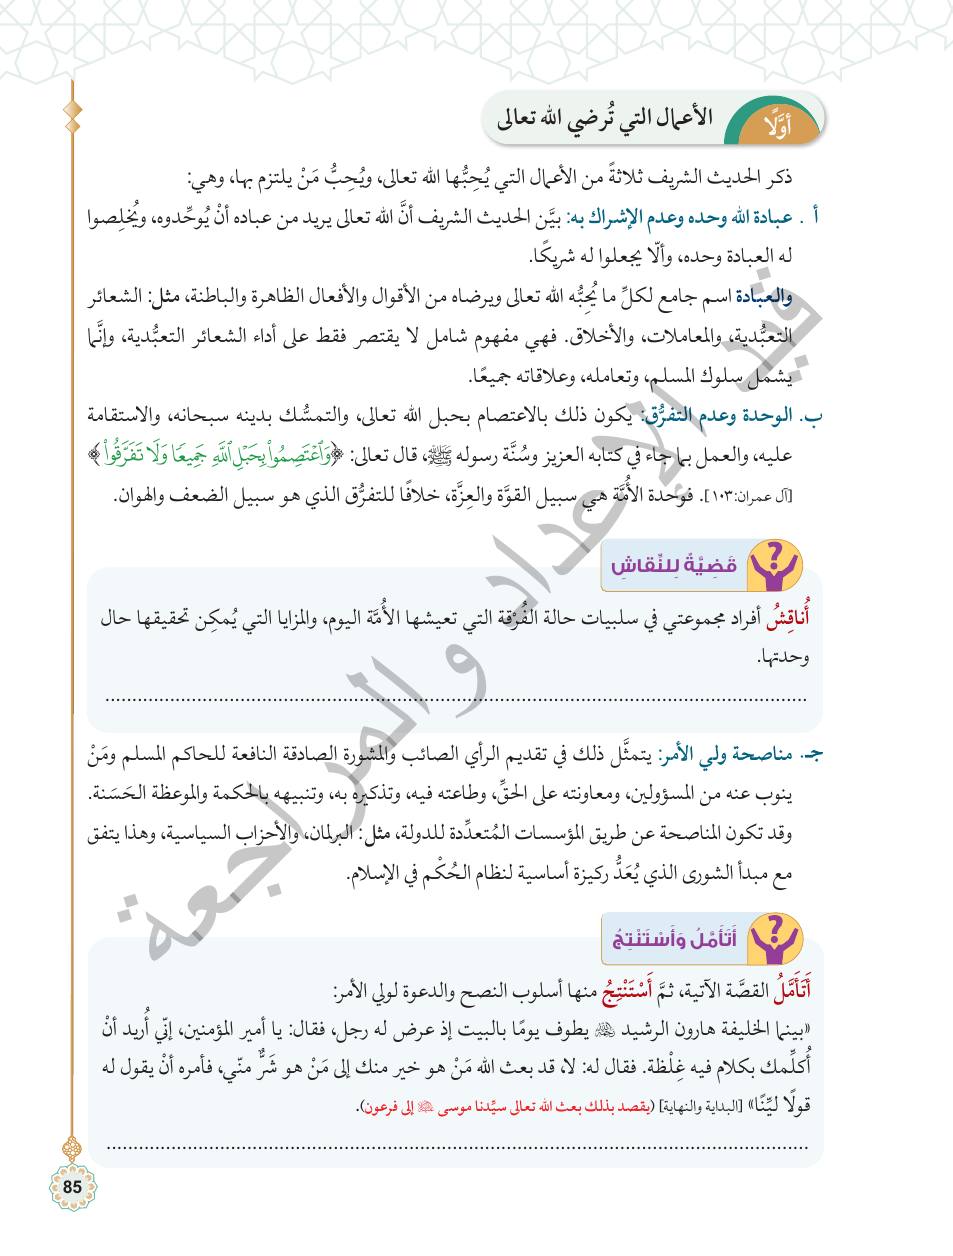 أوَّلًا
الأعمال التي تُرضي الله تعالى
ذكر الحديث الشريف ثلاثةً من الأعمال التي يُحِبُّها الله تعالى، ويُحِبُّ مَنْ يلتزم بها، وهي:
أ . عبادة الله وحده وعدم الإشراك به: بيَّن الحديث الشريف أنَّ الله تعالى يريد من عباده أنْ يُوحِّدوه، ويُخلِصوا
له العبادة وحده، وألّا يجعلوا له شريكًا.
والعبادة اسم جامع لكلِّ ما يُحِبُّه الله تعالى ويرضاه من الأقوال والأفعال الظاهرة والباطنة، مثل: الشعائر
التعبُّدية، والمعاملات، والأخلاق. فهي مفهوم شامل لا يقتصر فقط على أداء الشعائر التعبُّدية، وإنَّما
يشمل سلوك المسلم، وتعامله، وعلاقاته جميعًا.
ب. الوحدة وعدم التفرُّق: يكون ذلك بالاعتصام بحبل الله تعالى، والتمسُّك بدينه سبحانه، والاستقامة
عليه، والعمل بما جاء في كتابه العزيز وسُنَّة رسوله ﷺ، قال تعالى: ﴿وَٱعۡتَصِمُواْ بِحَبۡلِ ٱللَّهِ جَمِيعٗا وَلَا تَفَرَّقُواْ﴾
[آل عمران:١٠٣]. فوحدة الأُمَّة هي سبيل القوَّة والعِزَّة، خلافًا للتفرُّق الذي هو سبيل الضعف والهوان.
قَضِيَّةٌ لِلنِّقاشِ
أُناقِشُ أفراد مجموعتي في سلبيات حالة الفُرْقة التي تعيشها الأُمَّة اليوم، والمزايا التي يُمكِن تحقيقها حال
وحدتها.
جـ. مناصحة ولي الأمر: يتمثَّل ذلك في تقديم الرأي الصائب والمشورة الصادقة النافعة للحاكم المسلم ومَنْ
ينوب عنه من المسؤولين، ومعاونته على الحقِّ، وطاعته فيه، وتذكيره به، وتنبيهه بالحكمة والموعظة الحَسَنة.
وقد تكون المناصحة عن طريق المؤسسات المُتعدِّدة للدولة، مثل: البرلمان، والأحزاب السياسية، وهذا يتفق
مع مبدأ الشورى الذي يُعَدُّ ركيزة أساسية لنظام الحُكْم في الإسلام.
أَتَأَمَّلُ وَأَسْتَنْتِجُ
أَتَأَمَّلُ القصَّة الآتية، ثمَّ أَسْتَنْتِجُ منها أسلوب النصح والدعوة لولي الأمر:
«بينما الخليفة هارون الرشيد يطوف يومًا بالبيت إذ عرض له رجل، فقال: يا أمير المؤمنين، إنّي أُريد أنْ
أُكلِّمك بكلام فيه غِلْظة. فقال له: لا، قد بعث الله مَنْ هو خير منك إلى مَنْ هو شَرٌّ منّي، فأمره أنْ يقول له
قولًا ليِّنًا» [البداية والنهاية] (يقصد بذلك بعث الله تعالى سيِّدنا موسى إلى فرعون).
85
قيد الإعداد والمراجعة